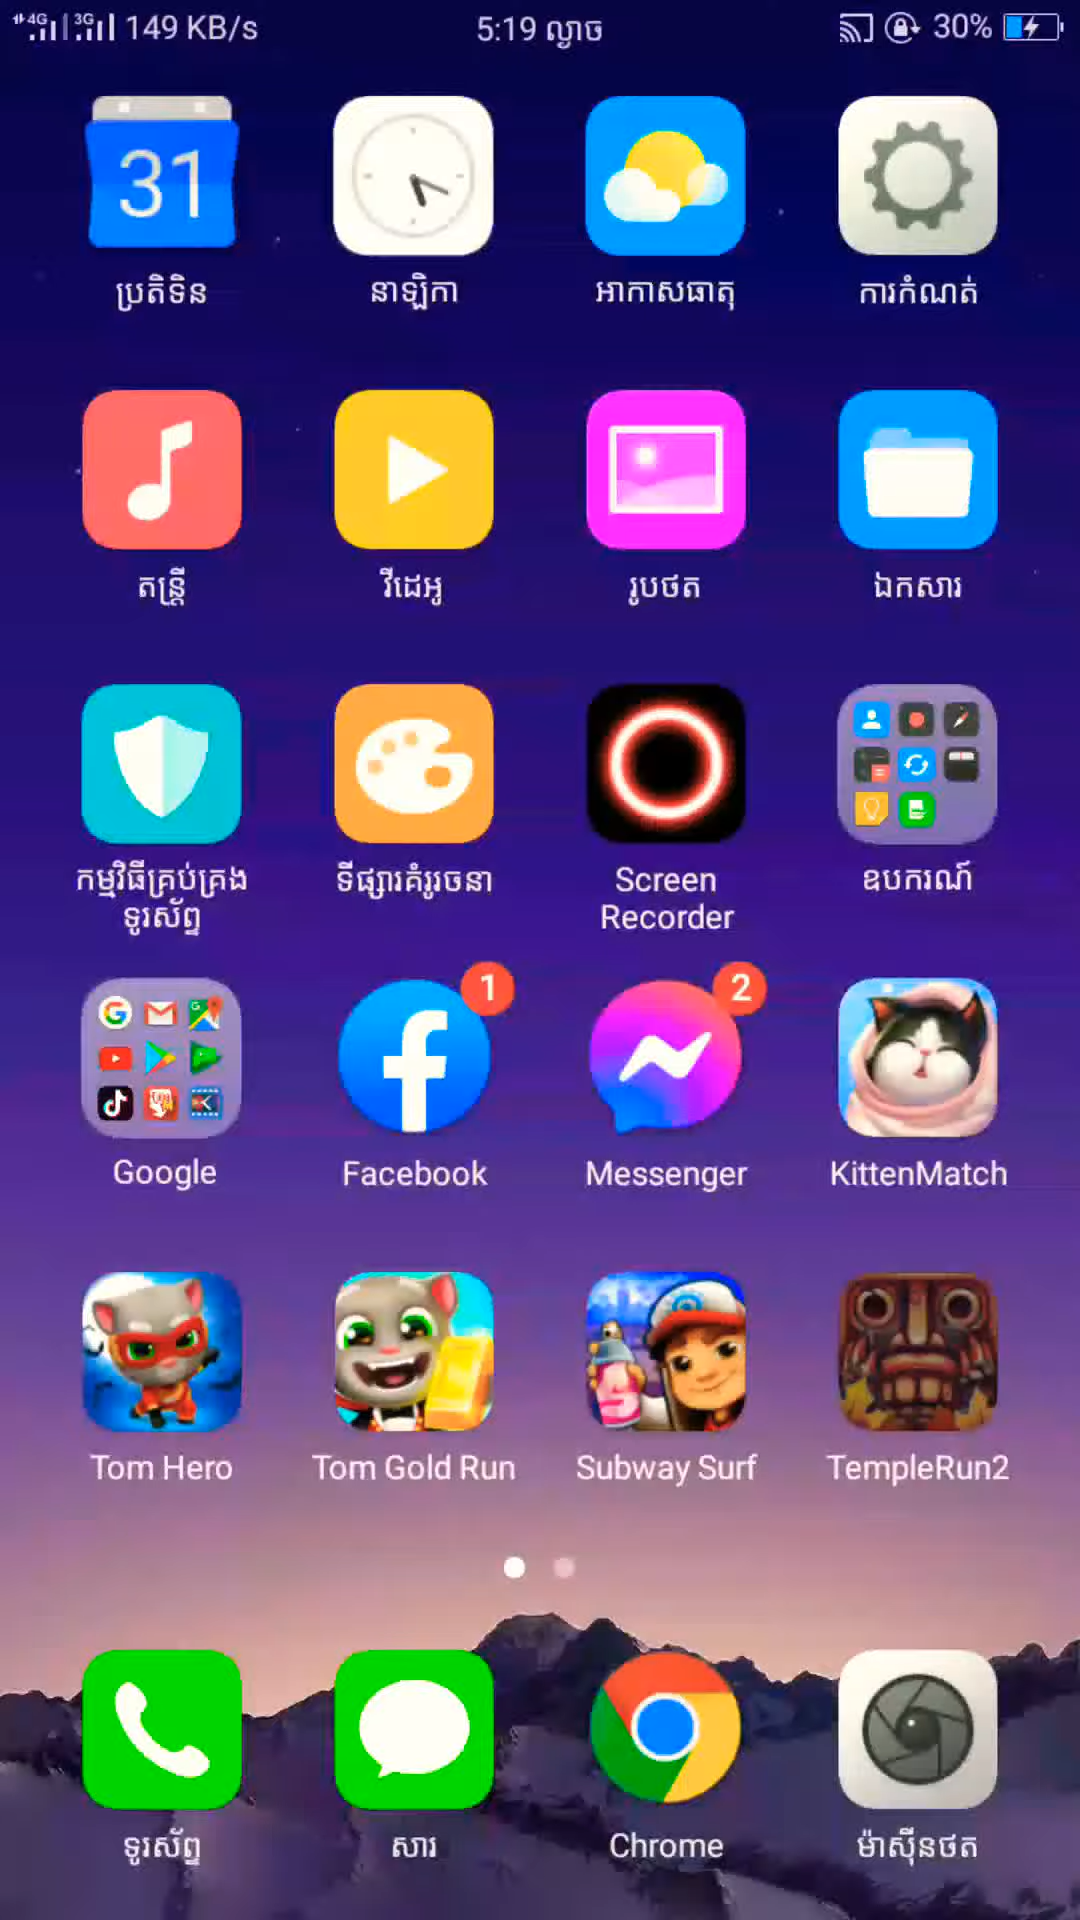 4G 3G 149 KB/s 5:19 ល្ងាច 30%
31
ប្រតិទិន នាឡិកា អាកាសធាតុ ការកំណត់
តន្ត្រី វីដេអូ រូបថត ឯកសារ
កម្មវិធីគ្រប់គ្រង ទីផ្សារគំរូរចនា Screen ឧបករណ៍
ទូរស័ព្ទ Recorder
1 2
Google Facebook Messenger KittenMatch
Tom Hero Tom Gold Run Subway Surf TempleRun2
ទូរស័ព្ទ សារ Chrome ម៉ាស៊ីនថត